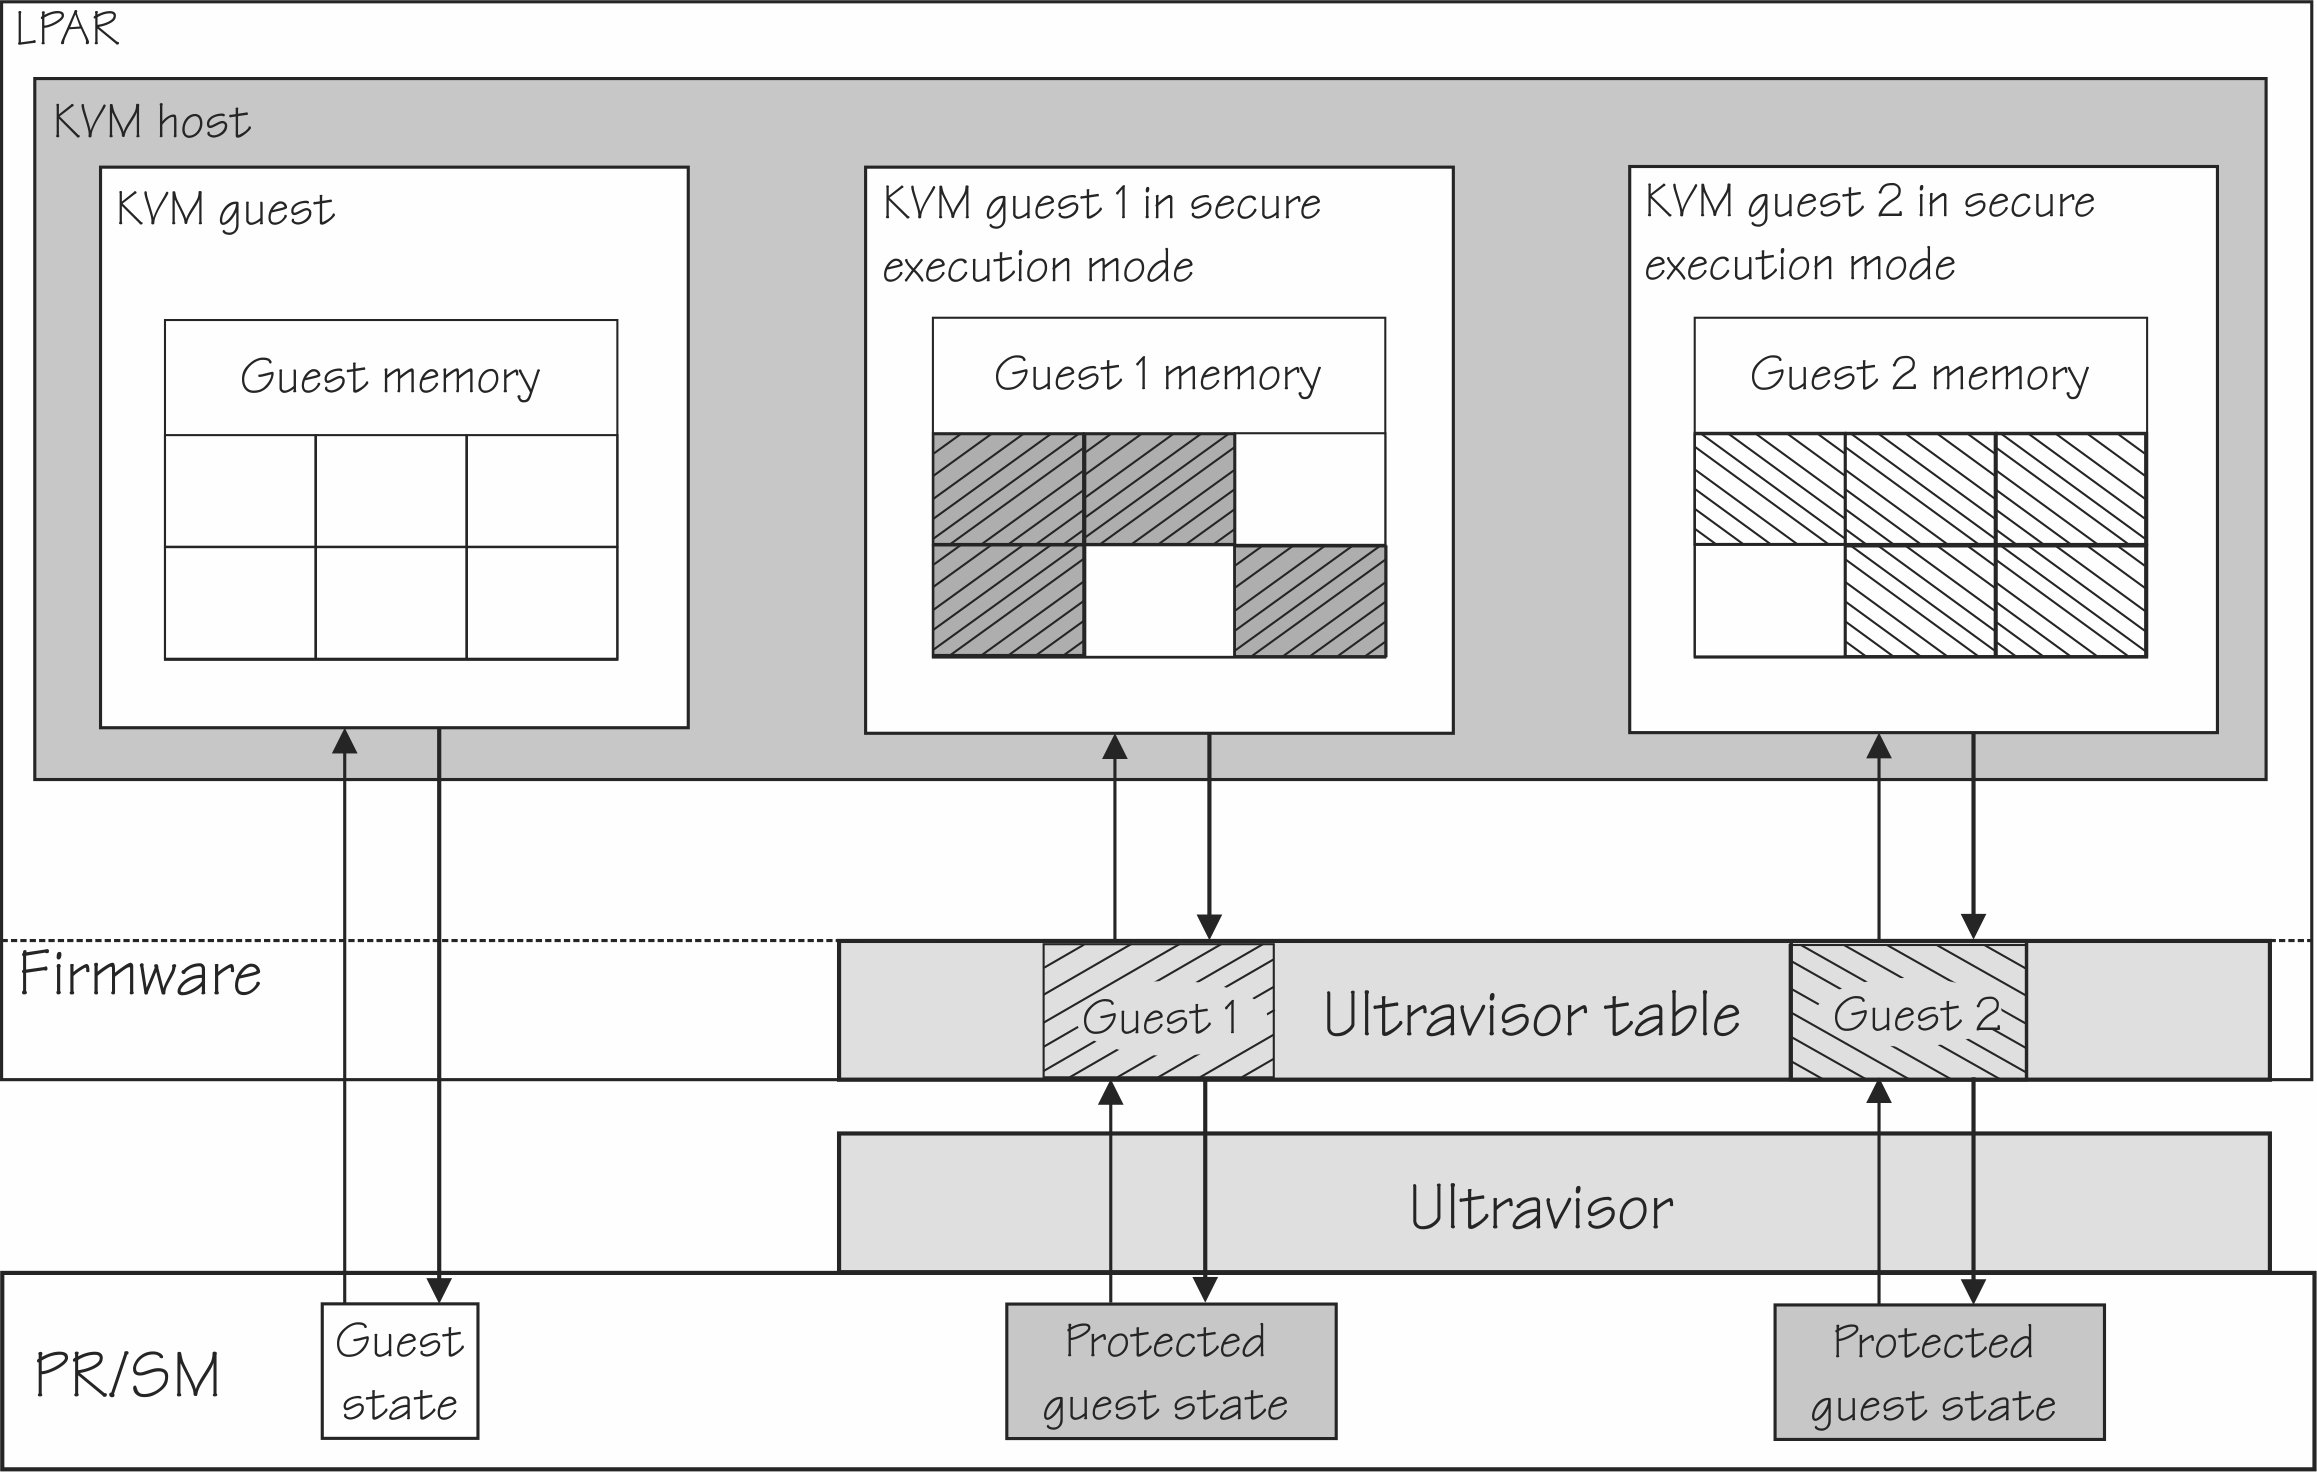 LPAR
KVM host
KVM guest
KVM guest 1 in secure
execution mode
KVM guest 2 in secure
execution mode
Guest memory
Guest 1 memory
Guest 2 memory
Firmware
Guest 1
Ultravisor table
Guest 2
Ultravisor
PR/SM
Guest
state
Protected
guest state
Protected
guest state